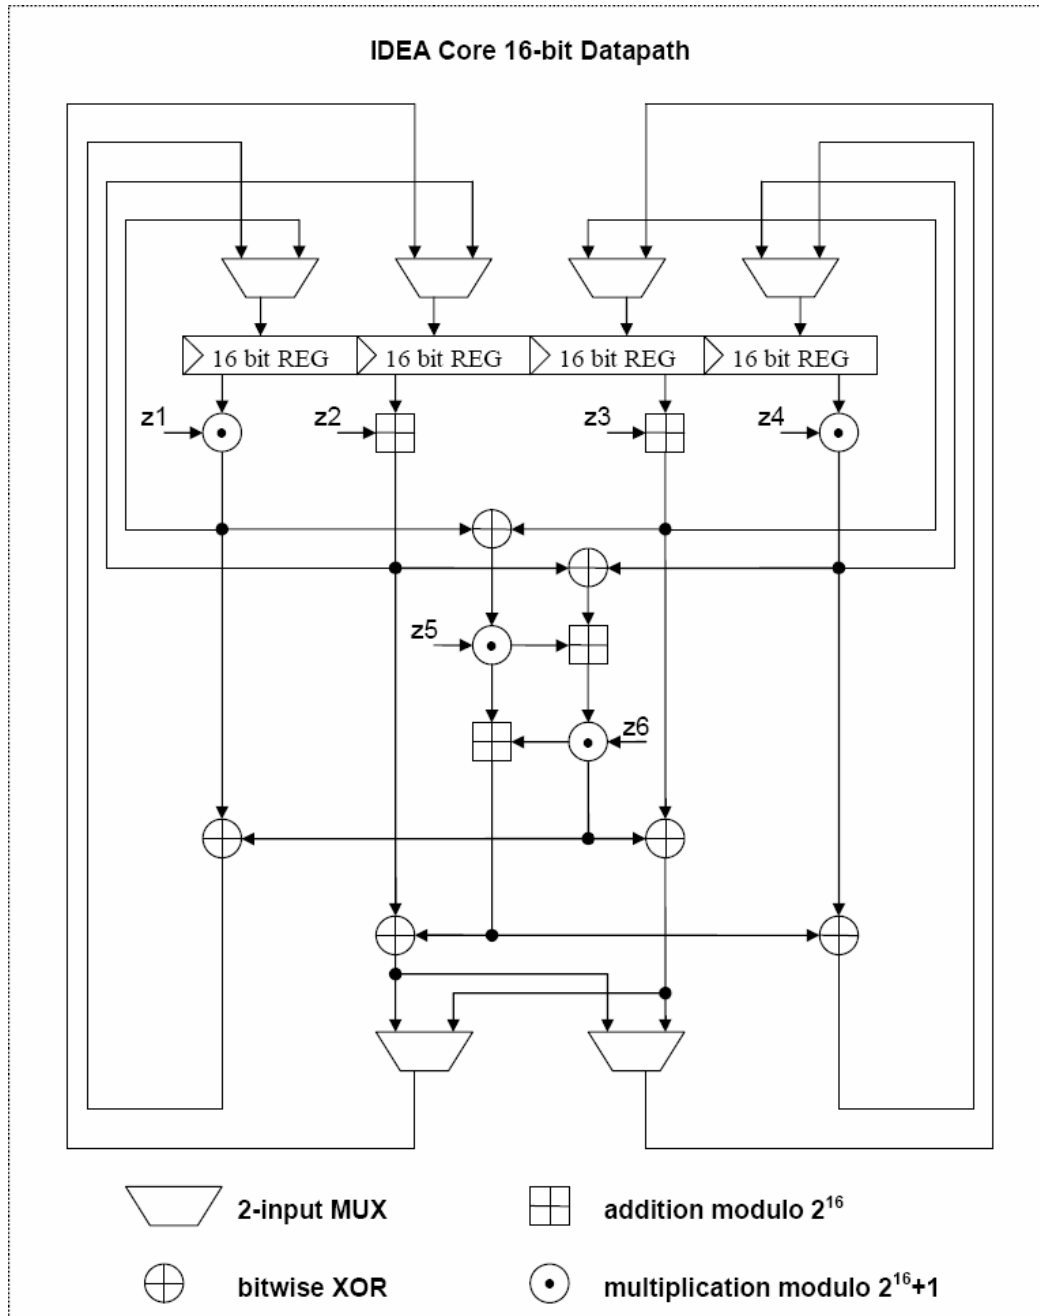 IDEA Core 16-bit Datapath
16 bit REG 16 bit REG 16 bit REG 16 bit REG
z1 z2 z3 z4
z5
z6
2-input MUX addition modulo 2^16
bitwise XOR multiplication modulo 2^16+1